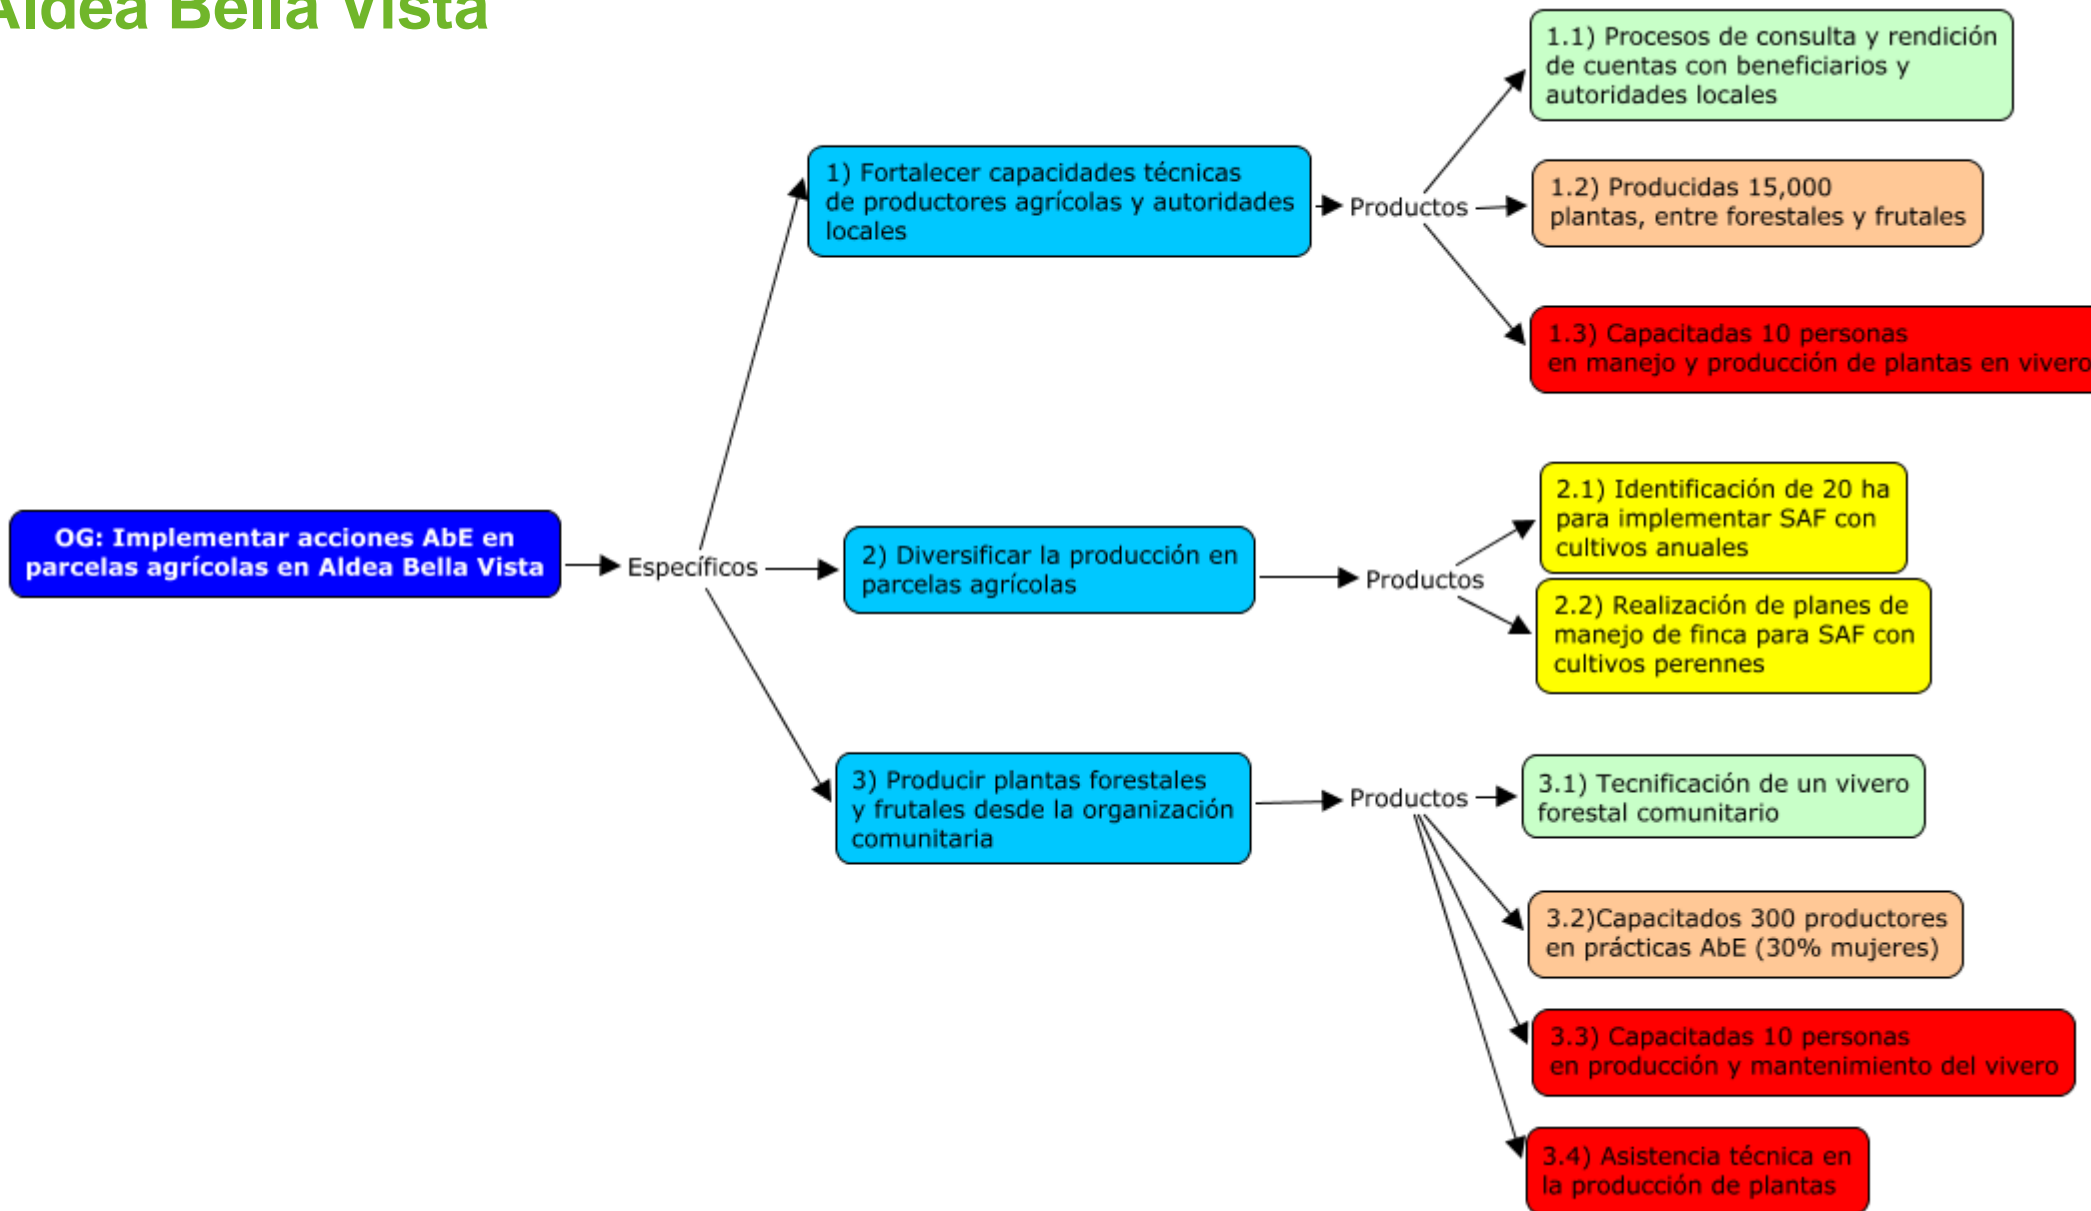 Aldea Bella Vista
1.1) Procesos de consulta y rendición
de cuentas con beneficiarios y
autoridades locales
1) Fortalecer capacidades técnicas
de productores agrícolas y autoridades
locales
Productos
1.2) Producidas 15,000
plantas, entre forestales y frutales
1.3) Capacitadas 10 personas
en manejo y producción de plantas en vivero
OG: Implementar acciones AbE en
parcelas agrícolas en Aldea Bella Vista
Específicos
2) Diversificar la producción en
parcelas agrícolas
Productos
2.1) Identificación de 20 ha
para implementar SAF con
cultivos anuales
2.2) Realización de planes de
manejo de finca para SAF con
cultivos perennes
3) Producir plantas forestales
y frutales desde la organización
comunitaria
Productos
3.1) Tecnificación de un vivero
forestal comunitario
3.2)Capacitados 300 productores
en prácticas AbE (30% mujeres)
3.3) Capacitadas 10 personas
en producción y mantenimiento del vivero
3.4) Asistencia técnica en
la producción de plantas